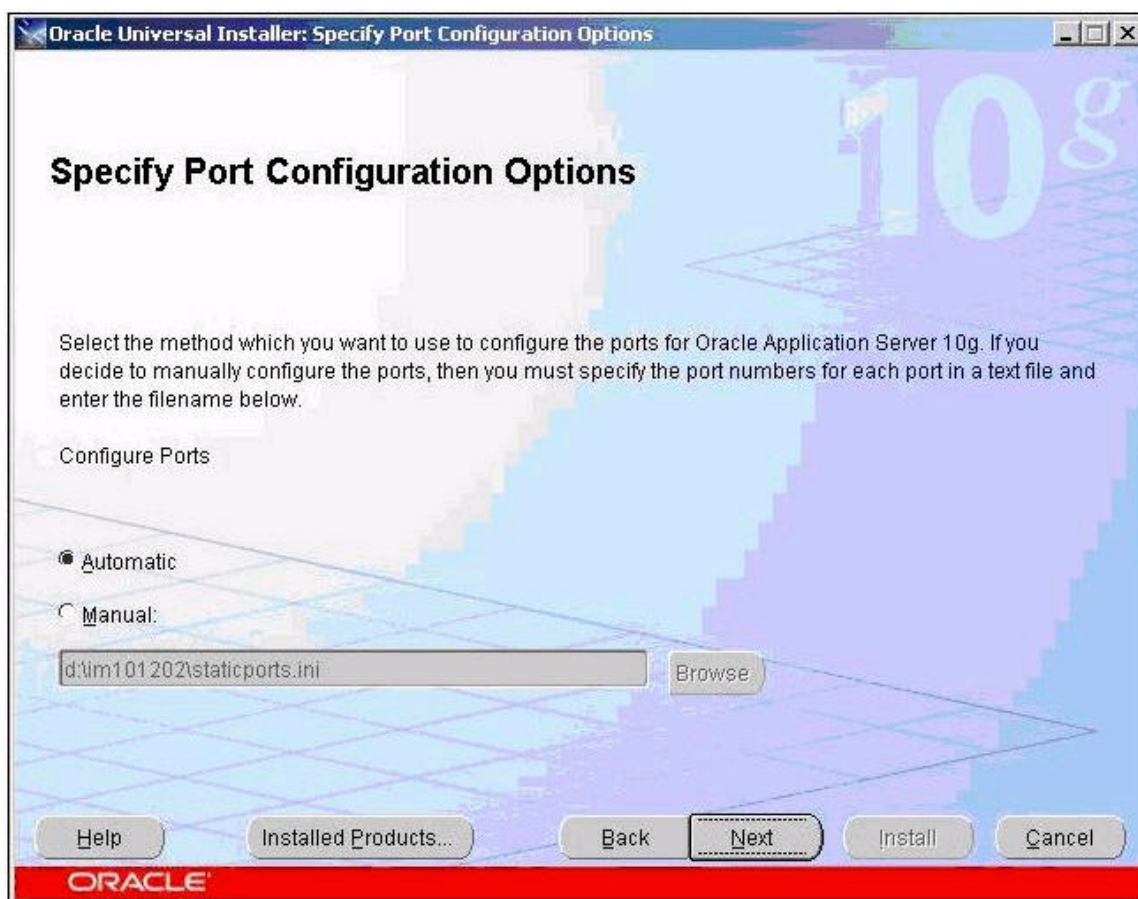 Oracle Universal Installer: Specify Port Configuration Options
10g
Specify Port Configuration Options
Select the method which you want to use to configure the ports for Oracle Application Server 10g. If you
decide to manually configure the ports, then you must specify the port numbers for each port in a text file and
enter the filename below.
Configure Ports
Automatic
Manual:
d:\im101202\staticports.ini
Browse
Help
Installed Products...
Back
Next
Install
Cancel
ORACLE